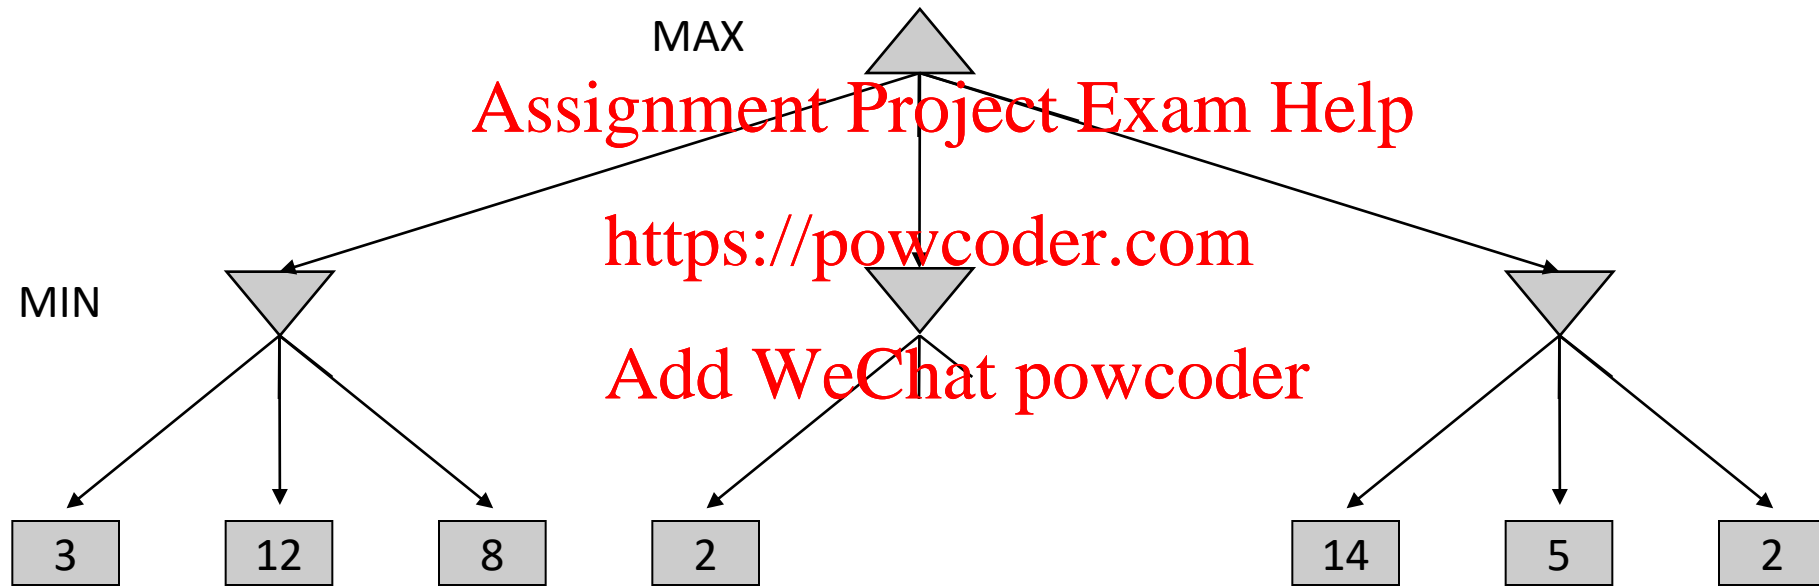 MAX
Assignment Project Exam Help
https://powcoder.com
MIN
Add WeChat powcoder
3 12 8 2 14 5 2